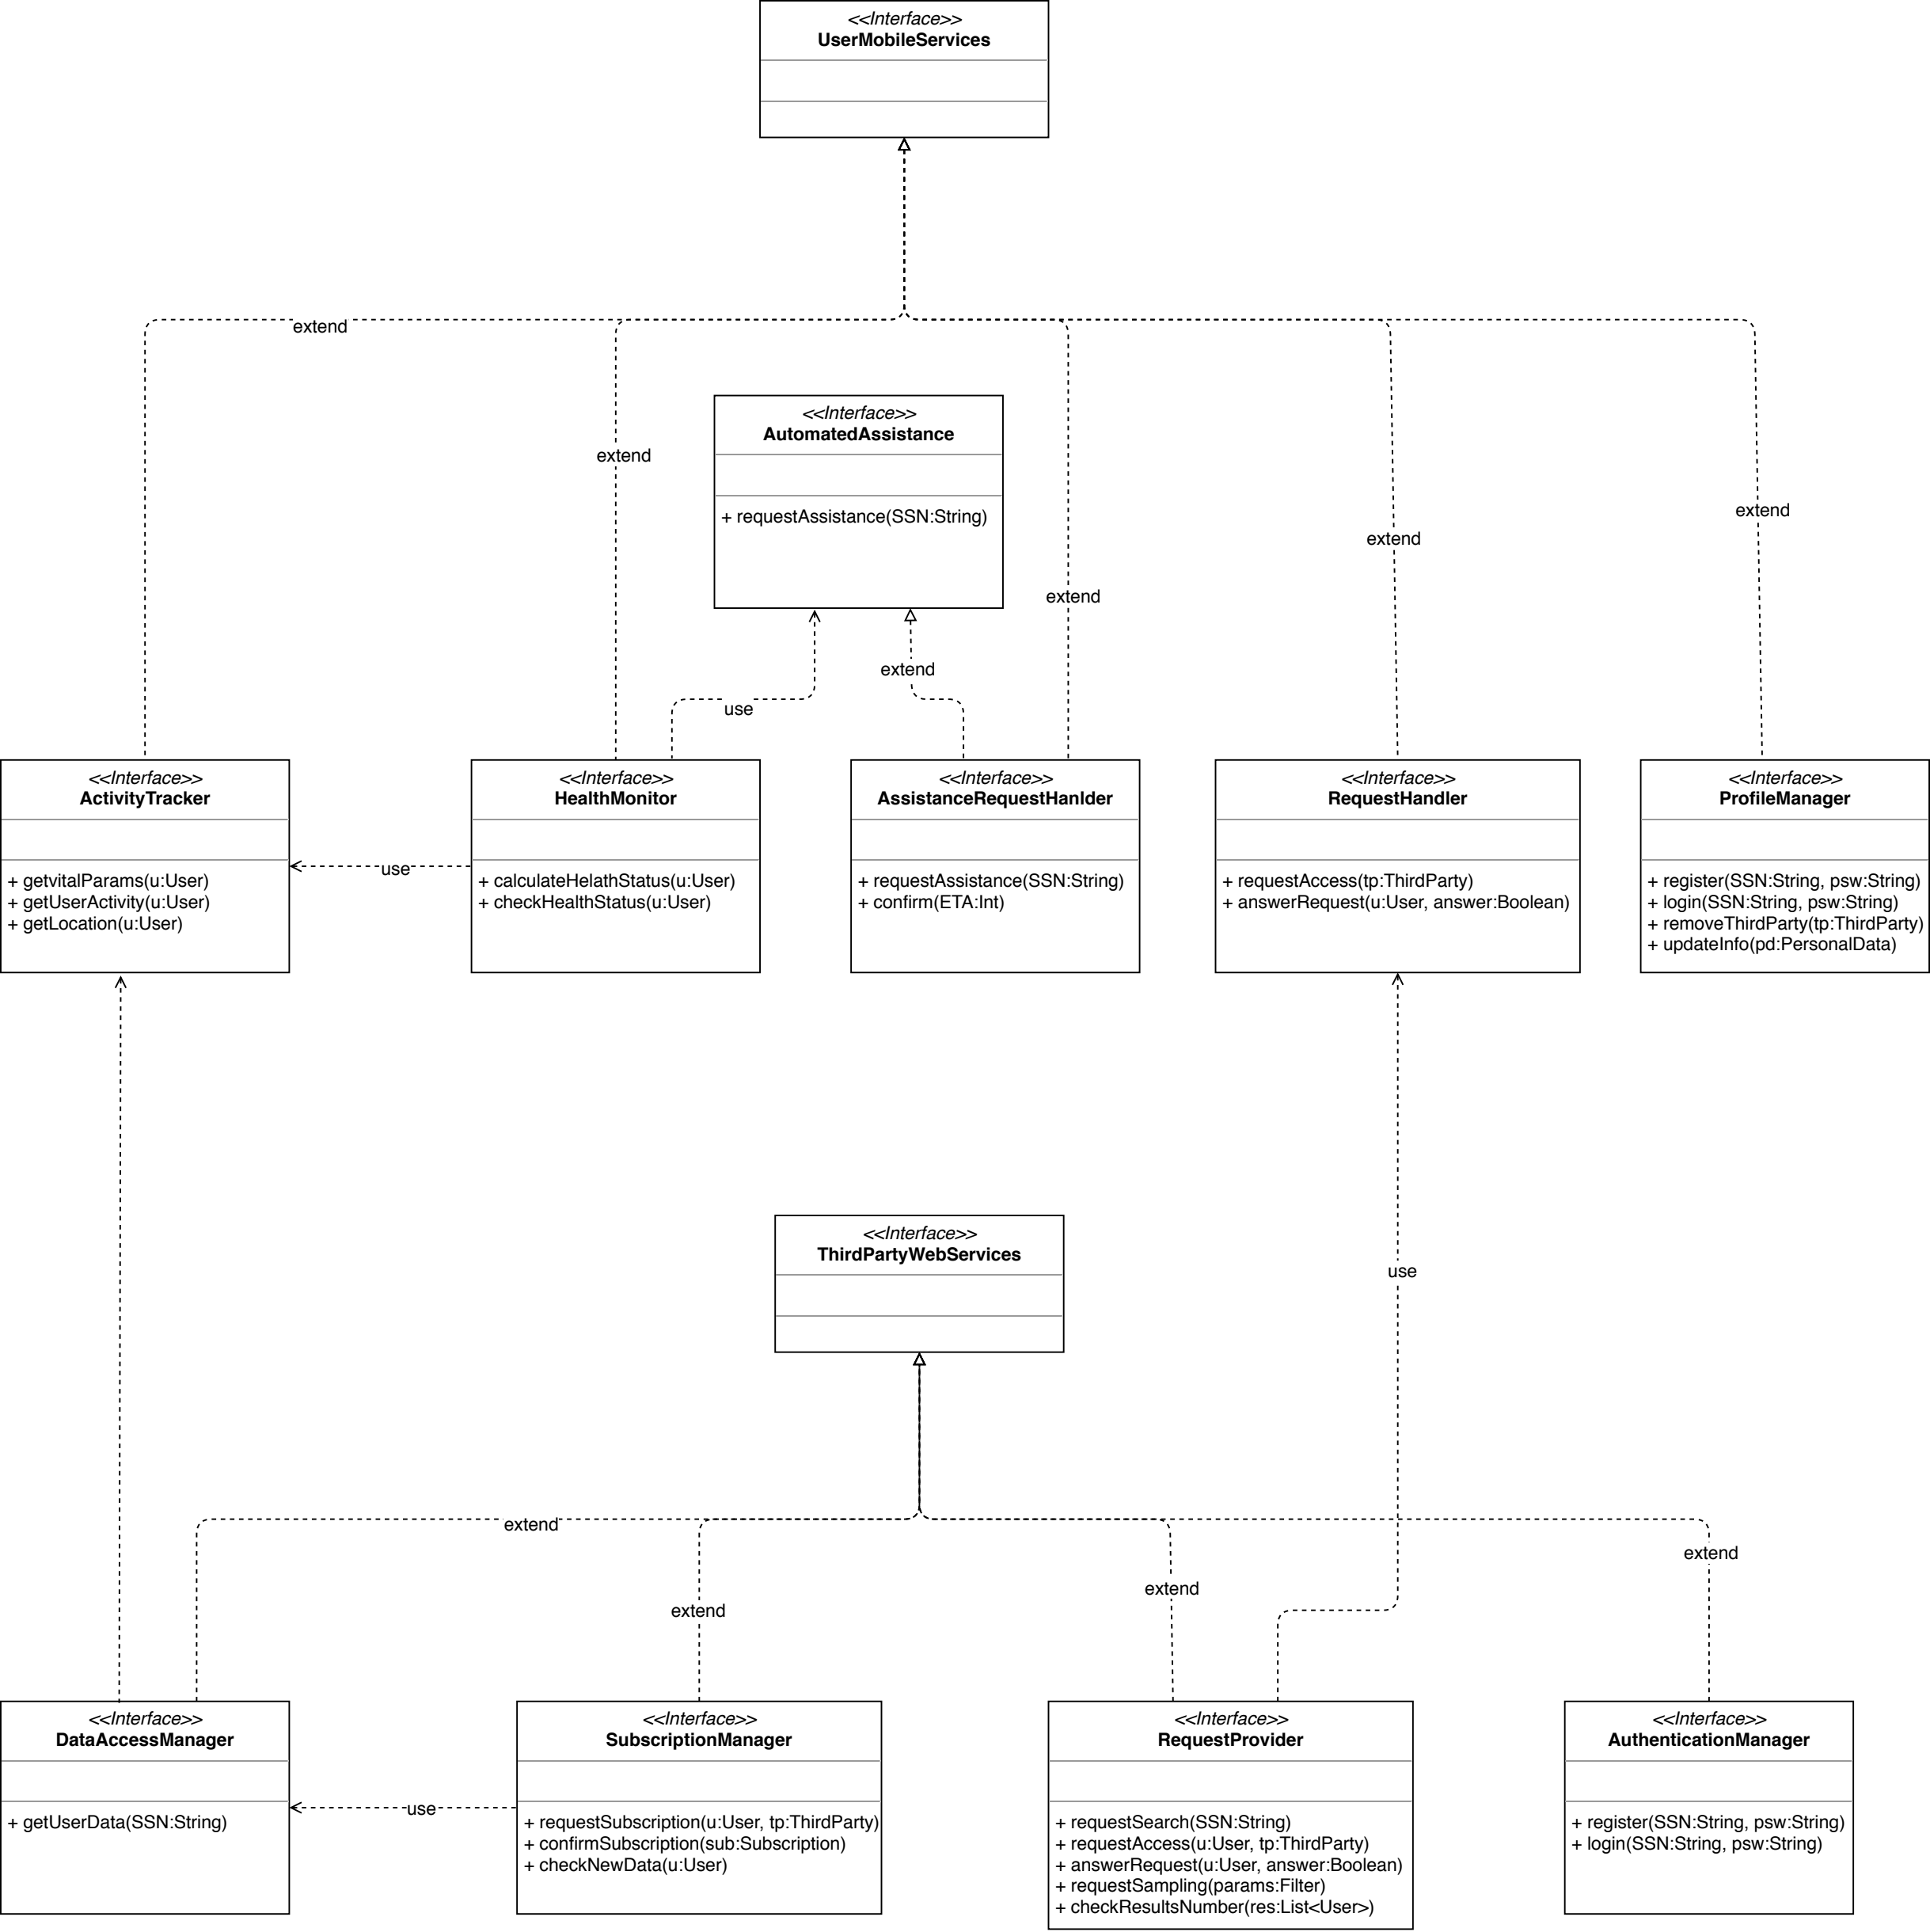 <<Interface>>
UserMobileServices
extend
<<Interface>>
AutomatedAssistance
+ requestAssistance(SSN:String)
extend
extend
extend
extend
extend
use
<<Interface>>
ActivityTracker
+ getvitalParams(u:User)
+ getUserActivity(u:User)
+ getLocation(u:User)
use
<<Interface>>
HealthMonitor
+ calculateHelathStatus(u:User)
+ checkHealthStatus(u:User)
<<Interface>>
AssistanceRequestHanlder
+ requestAssistance(SSN:String)
+ confirm(ETA:Int)
<<Interface>>
RequestHandler
+ requestAccess(tp:ThirdParty)
+ answerRequest(u:User, answer:Boolean)
<<Interface>>
ProfileManager
+ register(SSN:String, psw:String)
+ login(SSN:String, psw:String)
+ removeThirdParty(tp:ThirdParty)
+ updateInfo(pd:PersonalData)
<<Interface>>
ThirdPartyWebServices
use
extend
extend
extend
extend
<<Interface>>
DataAccessManager
+ getUserData(SSN:String)
use
<<Interface>>
SubscriptionManager
+ requestSubscription(u:User, tp:ThirdParty)
+ confirmSubscription(sub:Subscription)
+ checkNewData(u:User)
<<Interface>>
RequestProvider
+ requestSearch(SSN:String)
+ requestAccess(u:User, tp:ThirdParty)
+ answerRequest(u:User, answer:Boolean)
+ requestSampling(params:Filter)
+ checkResultsNumber(res:List<User>)
<<Interface>>
AuthenticationManager
+ register(SSN:String, psw:String)
+ login(SSN:String, psw:String)